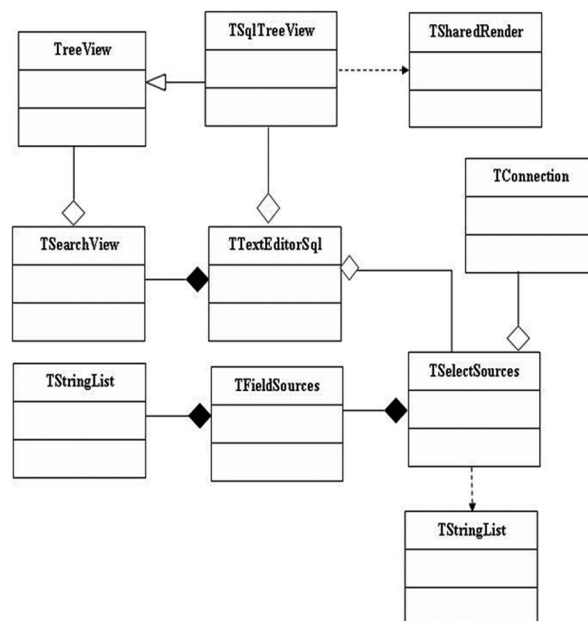 TreeView
TSqlTreeView
TSharedRender
TConnection
TSearchView
TTextEditorSql
TStringList
TFieldSources
TSelectSources
TStringList